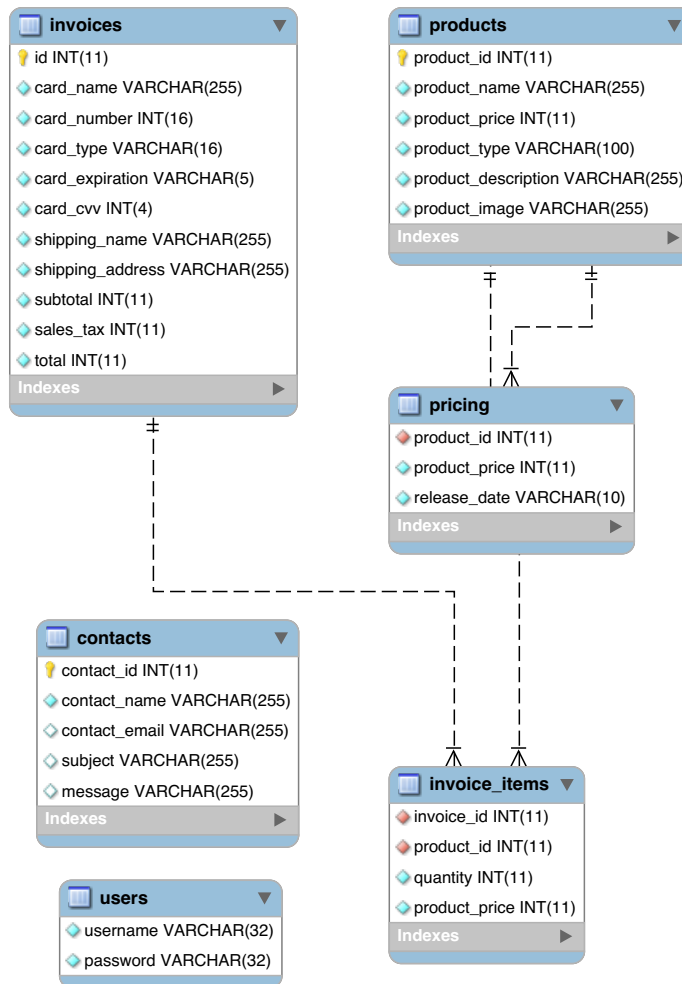 invoices
id INT(11)
card_name VARCHAR(255)
card_number INT(16)
card_type VARCHAR(16)
card_expiration VARCHAR(5)
card_cvv INT(4)
shipping_name VARCHAR(255)
shipping_address VARCHAR(255)
subtotal INT(11)
sales_tax INT(11)
total INT(11)
Indexes
products
product_id INT(11)
product_name VARCHAR(255)
product_price INT(11)
product_type VARCHAR(100)
product_description VARCHAR(255)
product_image VARCHAR(255)
Indexes
pricing
product_id INT(11)
product_price INT(11)
release_date VARCHAR(10)
Indexes
contacts
contact_id INT(11)
contact_name VARCHAR(255)
contact_email VARCHAR(255)
subject VARCHAR(255)
message VARCHAR(255)
Indexes
invoice_items
invoice_id INT(11)
product_id INT(11)
quantity INT(11)
product_price INT(11)
Indexes
users
username VARCHAR(32)
password VARCHAR(32)